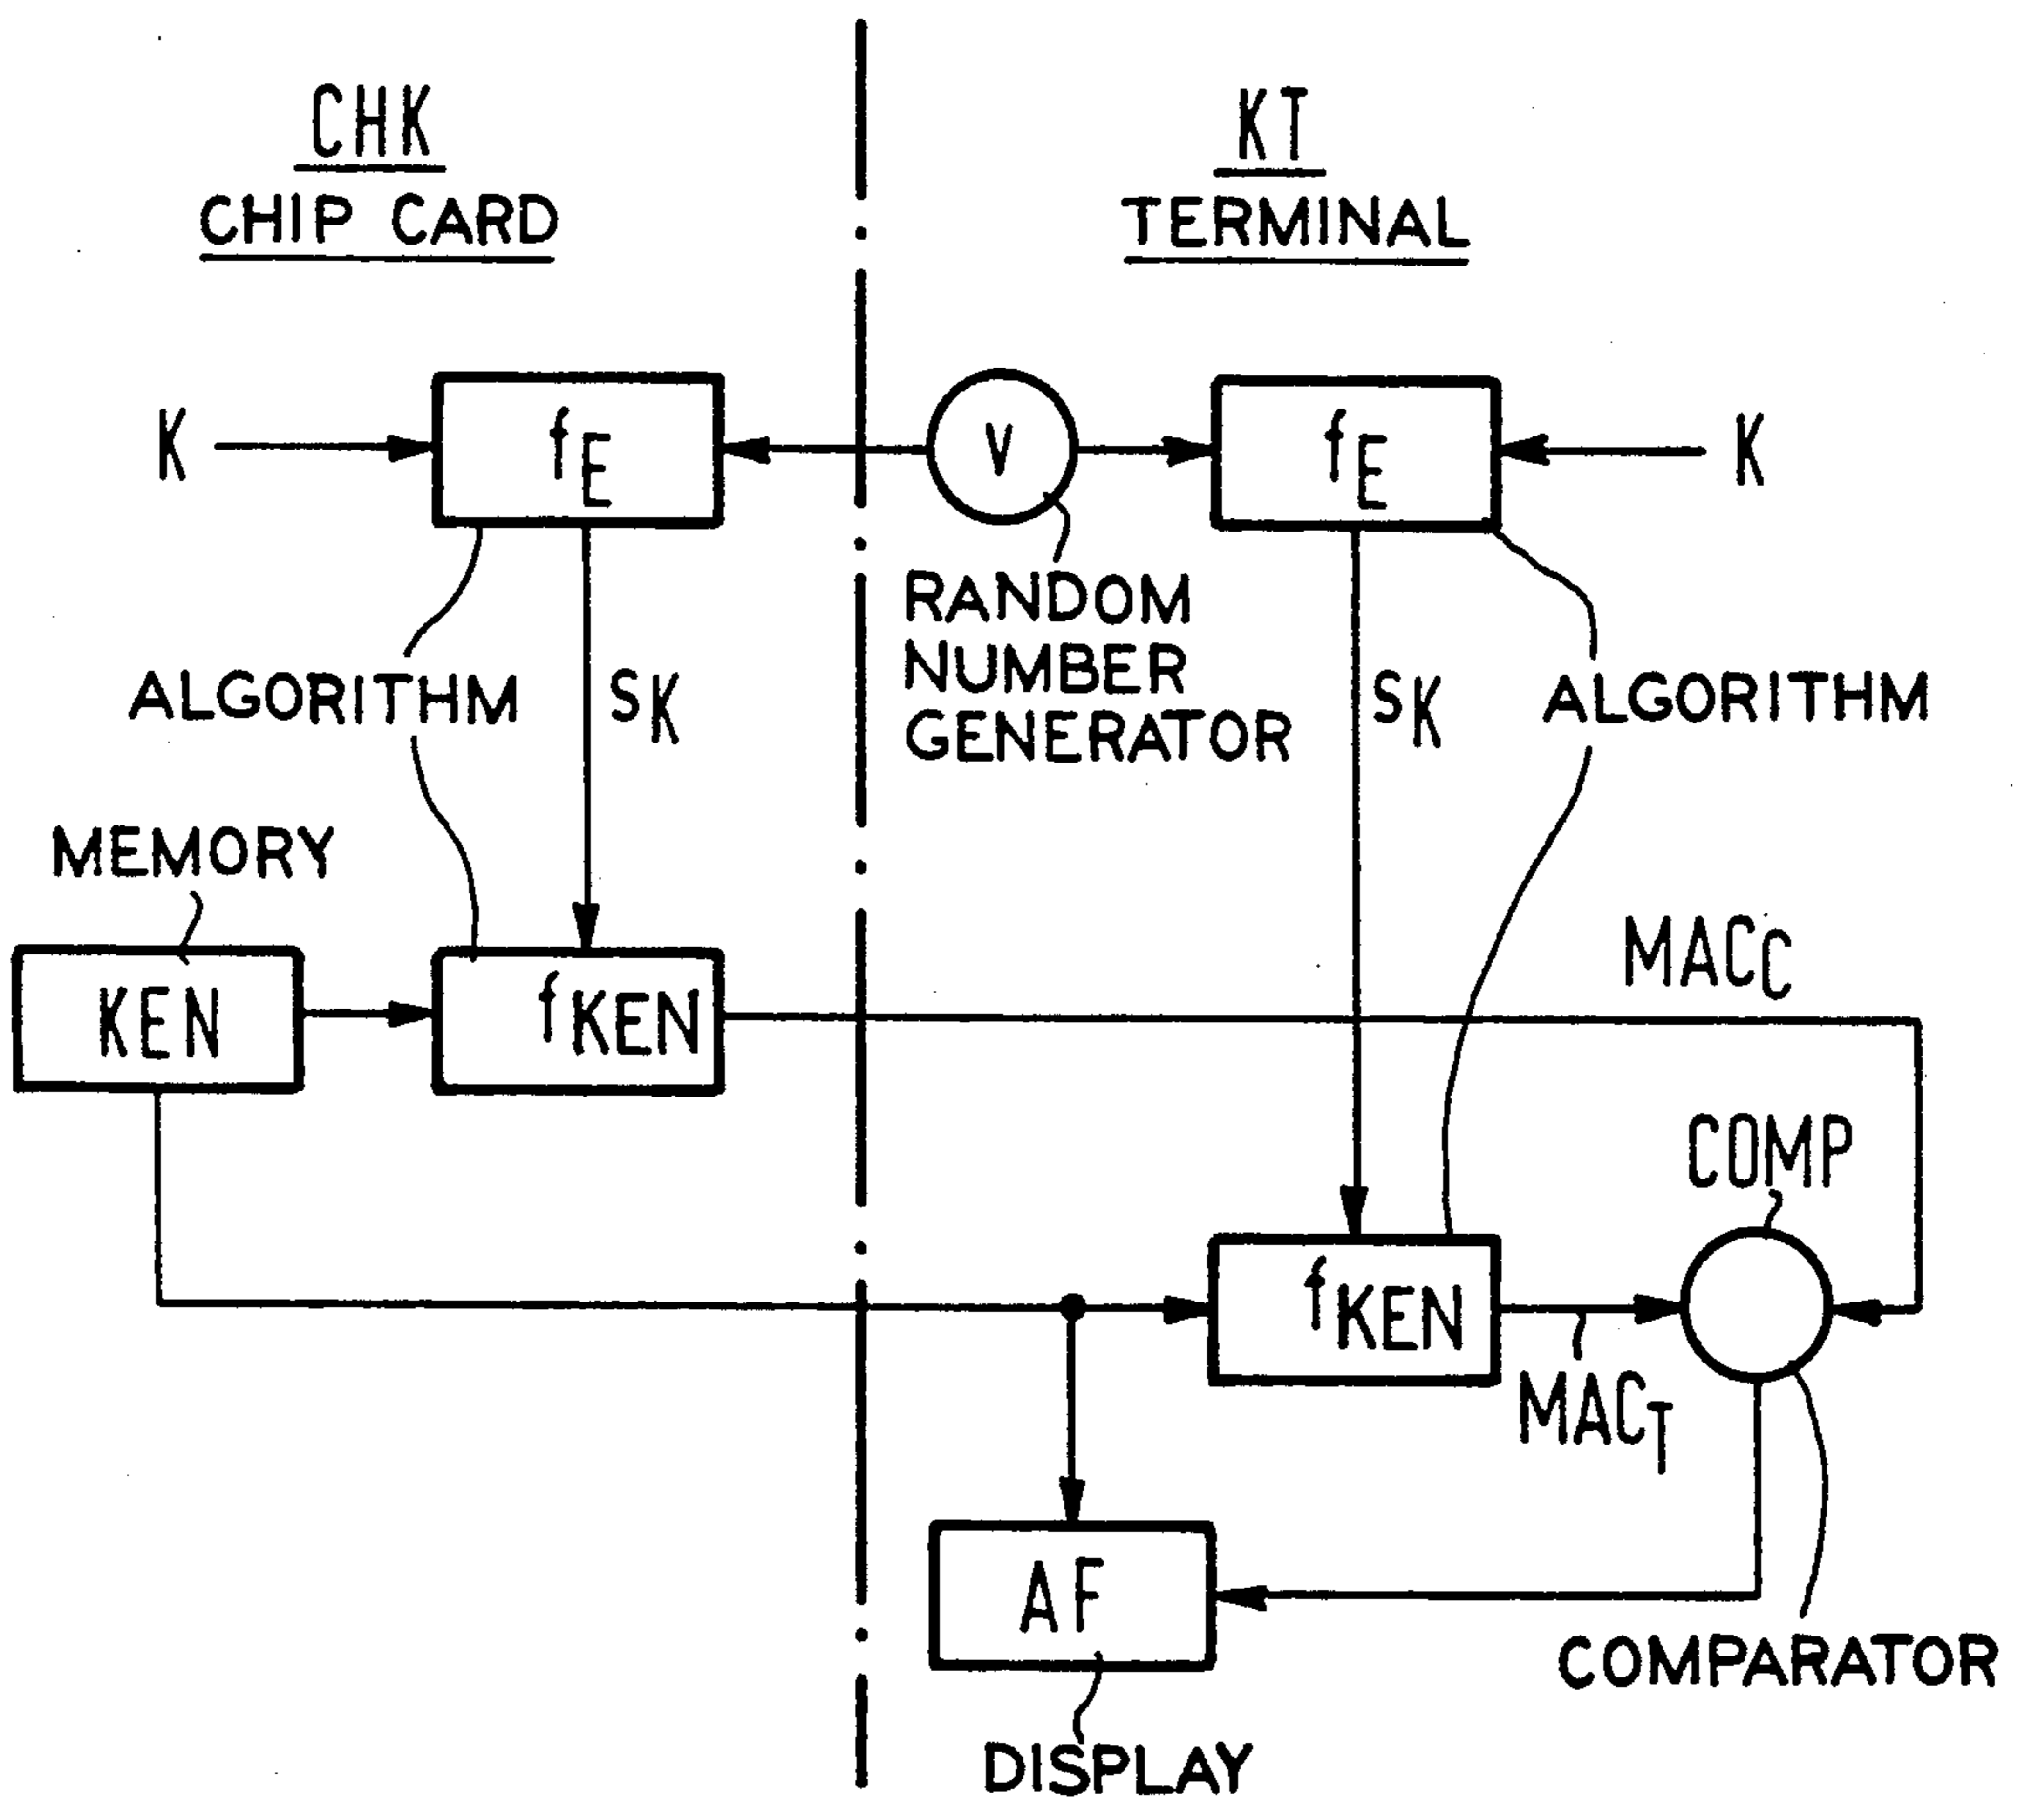 CHK
CHIP CARD
KT
TERMINAL
K
fE
V
fE
K
RANDOM
NUMBER
GENERATOR
ALGORITHM
SK
SK
ALGORITHM
MEMORY
KEN
fKEN
MACC
COMP
fKEN
MACT
AF
COMPARATOR
DISPLAY